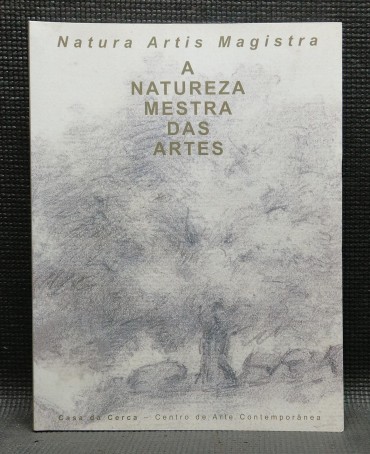 Natura Artis Magistra
A
NATUREZA
MESTRA
DAS
ARTES
Casa da Cerca – Centro de Arte Contemporânea